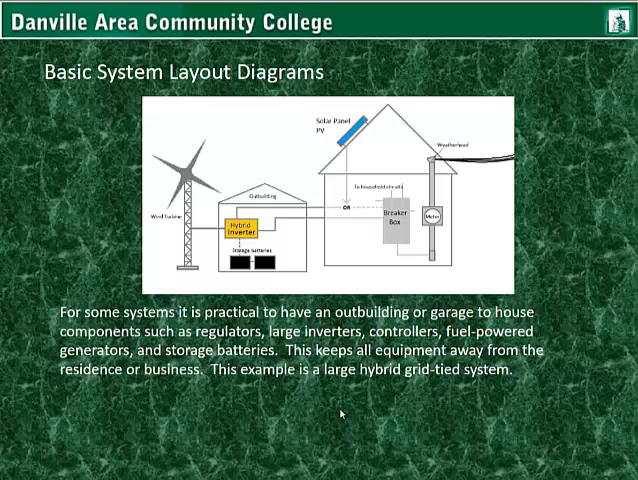 Danville Area Community College
Basic System Layout Diagrams
Solar Panel
PV
Weatherhead
To household circuits
Outbuilding
OR
Wind Turbine
Breaker
Box
Meter
Hybrid
Inverter
Storage batteries
For some systems it is practical to have an outbuilding or garage to house
components such as regulators, large inverters, controllers, fuel-powered
generators, and storage batteries.  This keeps all equipment away from the
residence or business.  This example is a large hybrid grid-tied system.